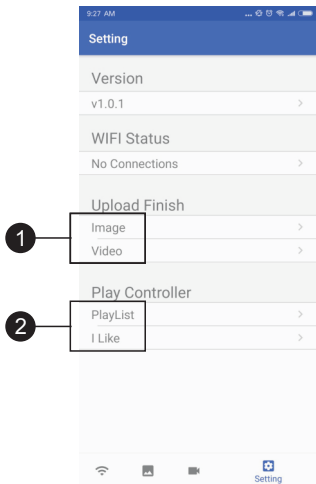 9:27 AM
Setting
Version
v1.0.1
WIFI Status
No Connections
Upload Finish
1
Image
Video
Play Controller
2
PlayList
I Like
Setting